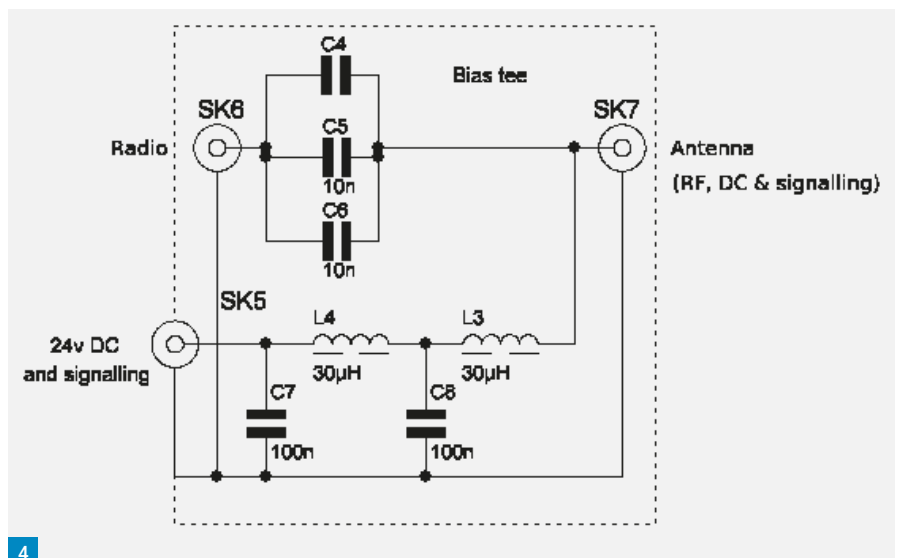 C4
Bias tee
SK6
SK7
C5
Radio
Antenna
10n
(RF, DC & signalling)
C6
10n
SK5
L4
L3
24v DC
and signalling
30µH
30µH
C7
C8
100n
100n
4